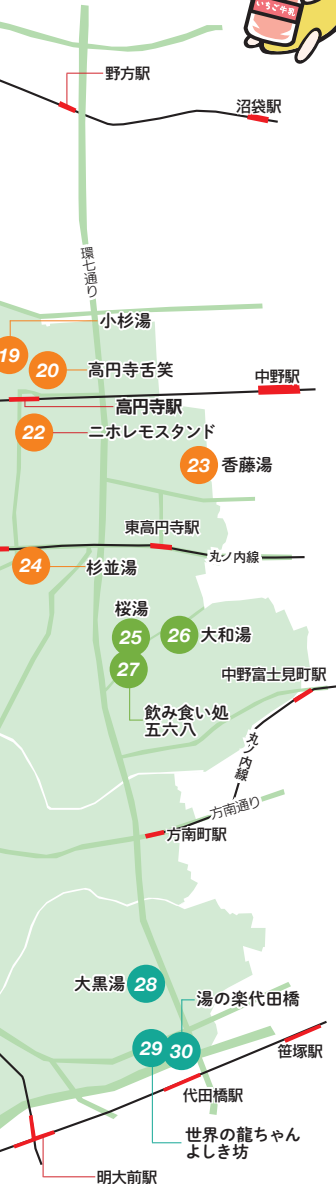 いちご牛乳
野方駅
沼袋駅
環七通り
小杉湯
19
20
高円寺舌笑
中野駅
高円寺駅
22
ニホレモスタンド
23
香藤湯
東高円寺駅
丸ノ内線
24
杉並湯
桜湯
25
26
大和湯
27
中野富士見町駅
飲み食い処
五六八
丸ノ内線
方南通り
方南町駅
大黒湯
28
湯の楽代田橋
29
30
笹塚駅
代田橋駅
世界の龍ちゃん
よしき坊
明大前駅